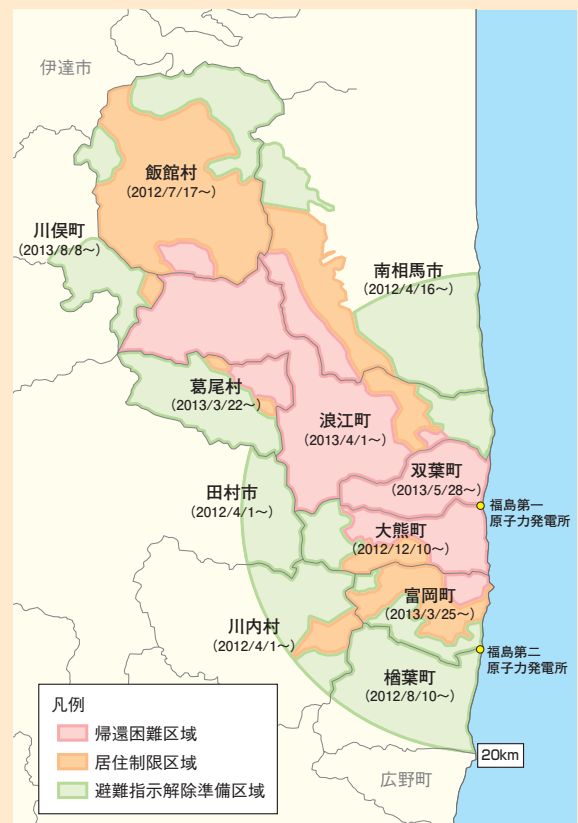 伊達市
飯館村
(2012/7/17~)
川俣町
(2013/8/8~)
南相馬市
(2012/4/16~)
葛尾村
(2013/3/22~)
浪江町
(2013/4/1~)
双葉町
(2013/5/28~)
田村市
(2012/4/1~)
福島第一
原子力発電所
大熊町
(2012/12/10~)
富岡町
(2013/3/25~)
川内村
(2012/4/1~)
福島第二
原子力発電所
楢葉町
(2012/8/10~)
凡例
帰還困難区域
居住制限区域
避難指示解除準備区域
20km
広野町